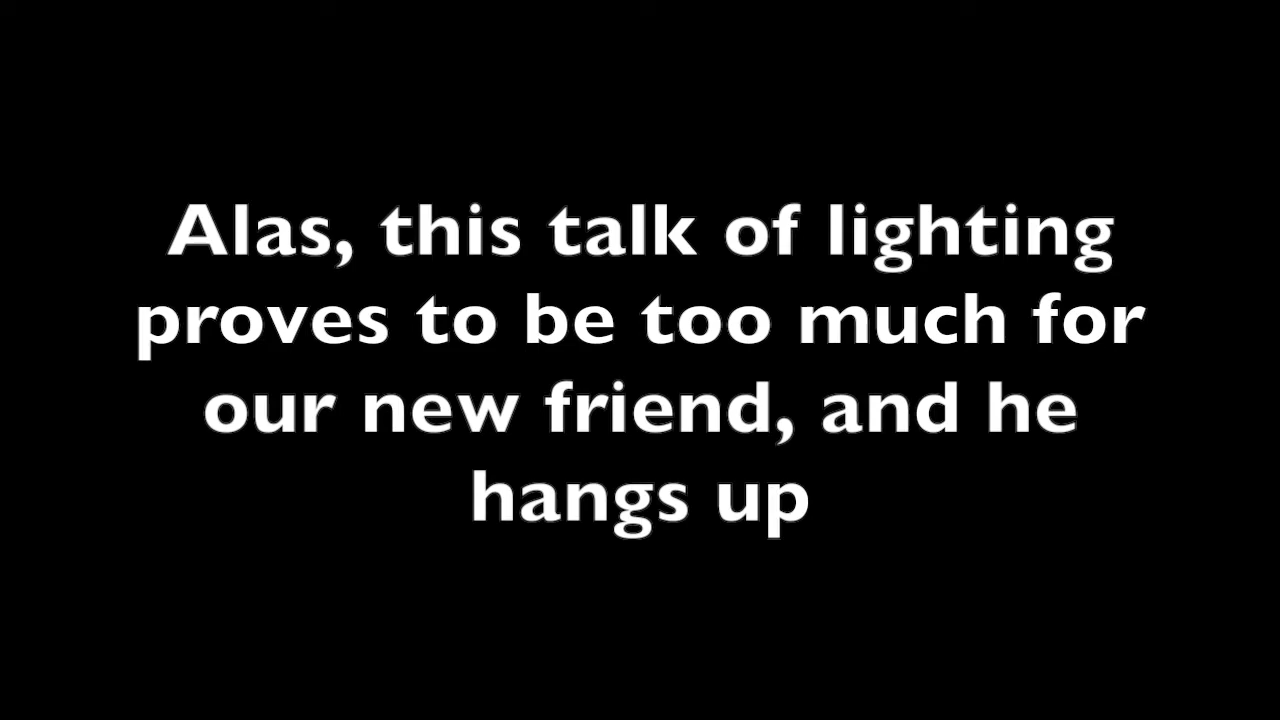 Alas, this talk of lighting
proves to be too much for
our new friend, and he
hangs up